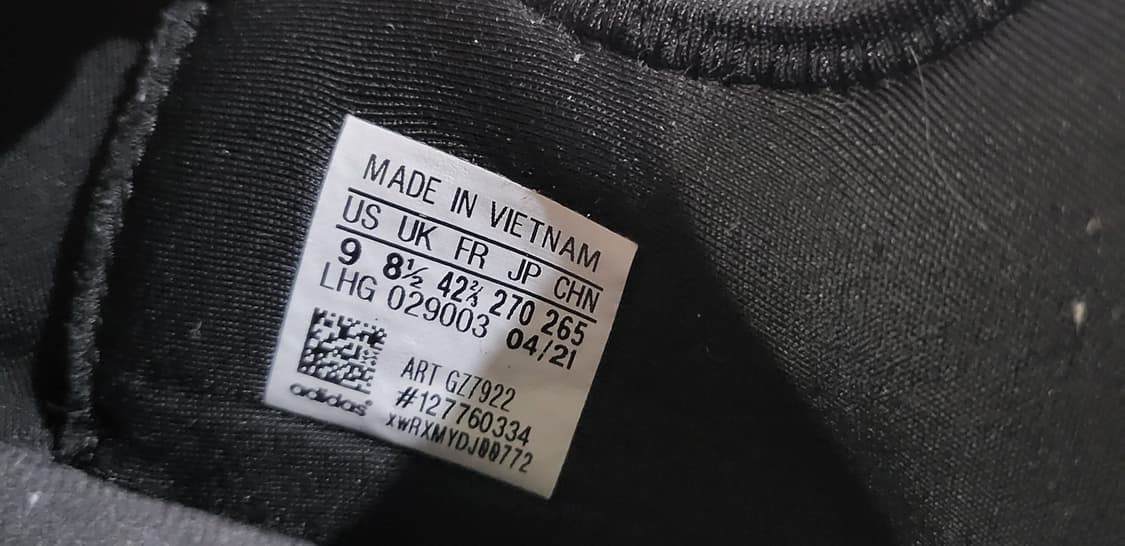 MADE IN VIETNAM
US UK FR JP CHN
9 8½ 42⅔ 270 265
LHG 029003 04/21
ART GZ7922
#127760334
XWRXMYDJ00772
adidas